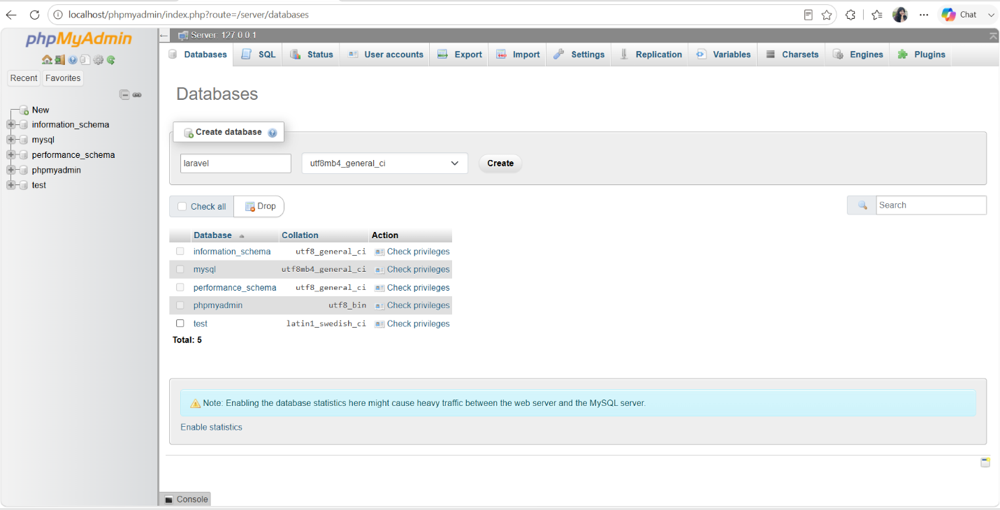 localhost/phpmyadmin/index.php?route=/server/databases
Chat
phpMyAdmin
Recent Favorites
New
information_schema
mysql
performance_schema
phpmyadmin
test
Server: 127.0.0.1
Databases SQL Status User accounts Export Import Settings Replication Variables Charsets Engines Plugins
Databases
Create database
laravel utf8mb4_general_ci Create
Check all Drop Search
Database Collation Action
information_schema utf8_general_ci Check privileges
mysql utf8mb4_general_ci Check privileges
performance_schema utf8_general_ci Check privileges
phpmyadmin utf8_bin Check privileges
test latin1_swedish_ci Check privileges
Total: 5
Note: Enabling the database statistics here might cause heavy traffic between the web server and the MySQL server.
Enable statistics
Console